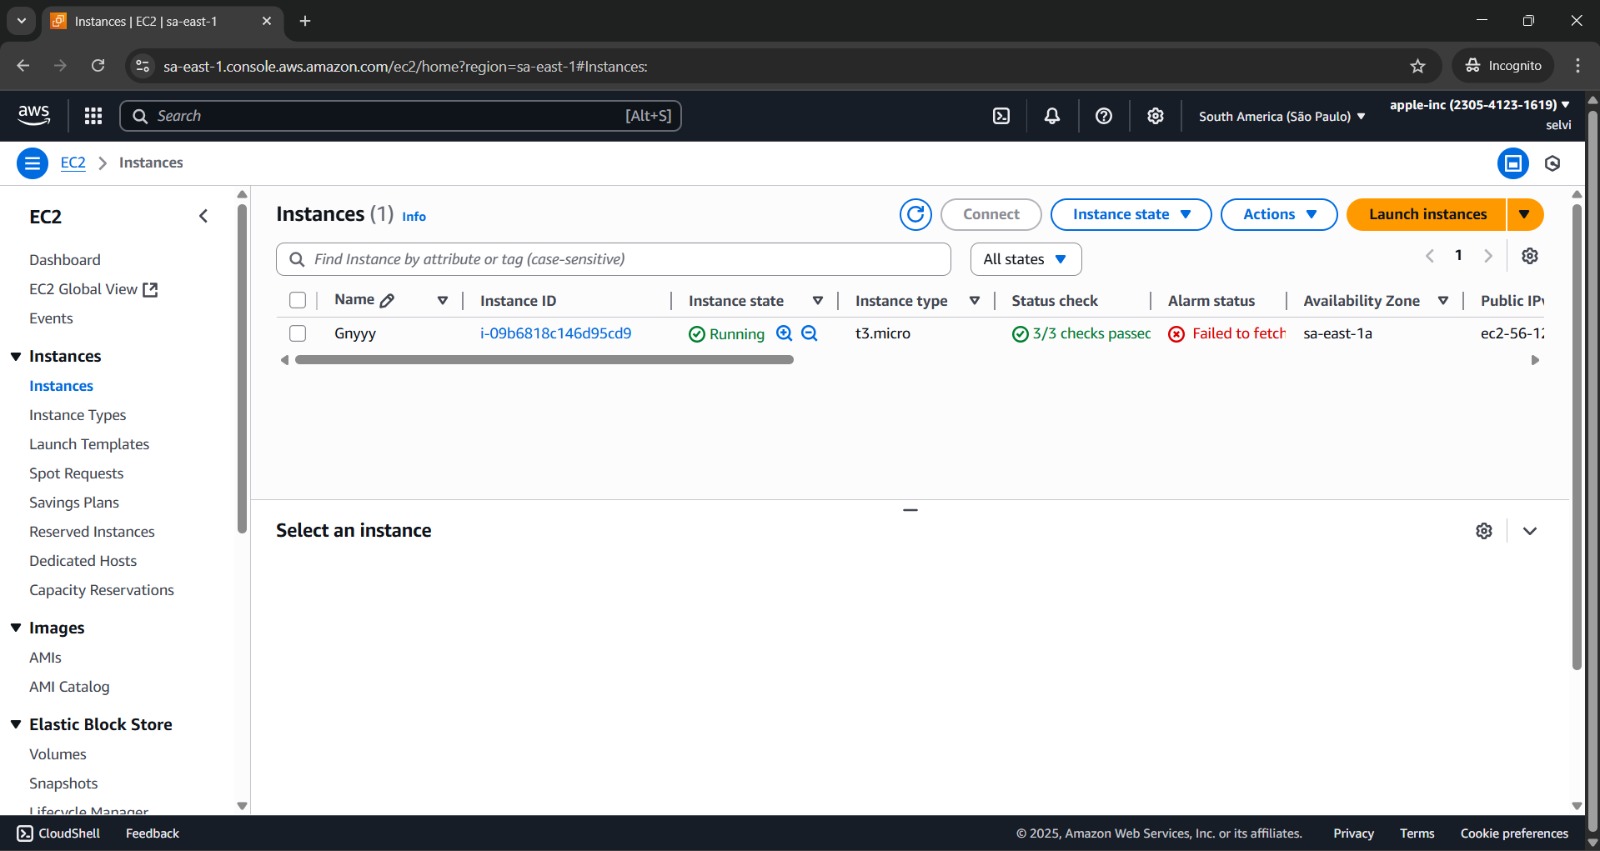 Instances | EC2 | sa-east-1
sa-east-1.console.aws.amazon.com/ec2/home?region=sa-east-1#Instances:
Incognito
aws
Search
[Alt+S]
South America (São Paulo)
apple-inc (2305-4123-1619)
selvi
EC2
Instances
EC2
Dashboard
EC2 Global View
Events
Instances
Instances
Instance Types
Launch Templates
Spot Requests
Savings Plans
Reserved Instances
Dedicated Hosts
Capacity Reservations
Images
AMIs
AMI Catalog
Elastic Block Store
Volumes
Snapshots
Lifecycle Manager
Instances (1) Info
Connect
Instance state
Actions
Launch instances
Find Instance by attribute or tag (case-sensitive)
All states
1
Name Instance ID Instance state Instance type Status check Alarm status Availability Zone Public IPv
Gnyyy i-09b6818c146d95cd9 Running t3.micro 3/3 checks passec Failed to fetch sa-east-1a ec2-56-12
Select an instance
CloudShell Feedback © 2025, Amazon Web Services, Inc. or its affiliates. Privacy Terms Cookie preferences